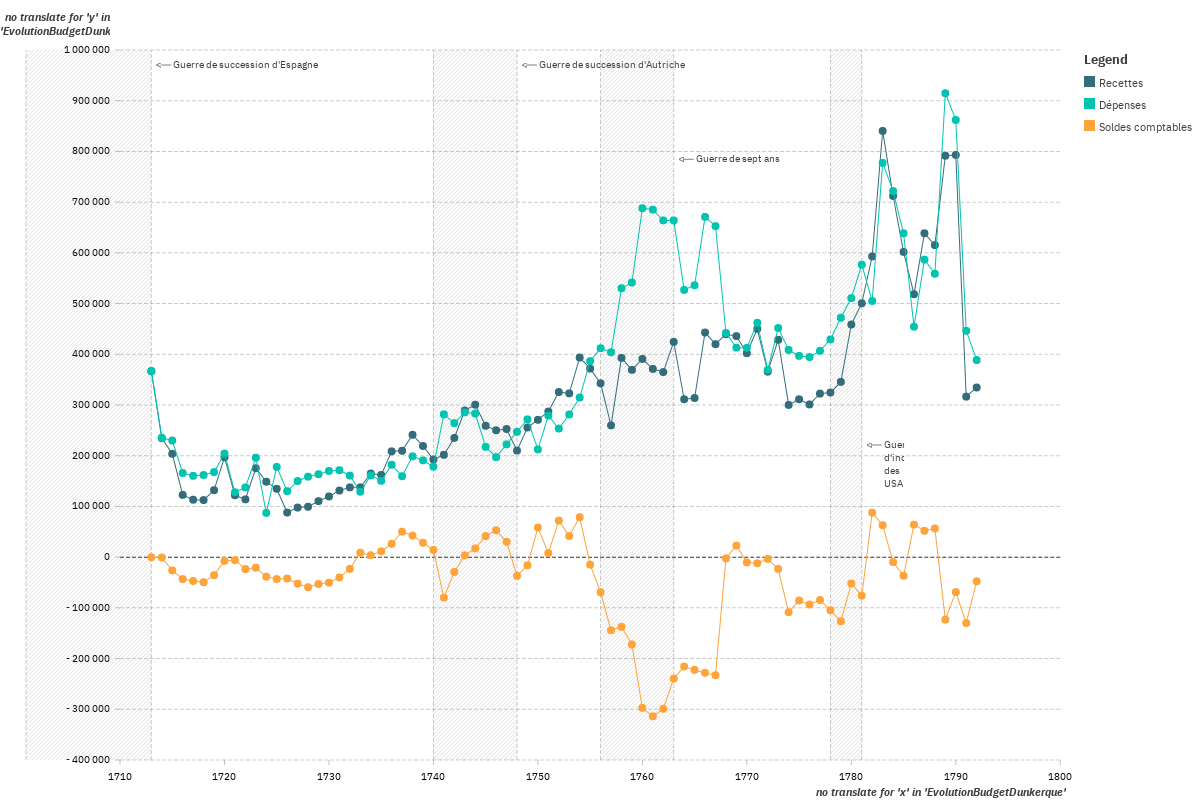 no translate for 'y' in
'EvolutionBudgetDunk
1 000 000
900 000
800 000
700 000
600 000
500 000
400 000
300 000
200 000
100 000
0
- 100 000
- 200 000
- 300 000
- 400 000
1710
1720
1730
1740
1750
1760
1770
1780
1790
1800
no translate for 'x' in 'EvolutionBudgetDunkerque'
Guerre de succession d'Espagne
Guerre de succession d'Autriche
Guerre de sept ans
Guer
d'inc
des
USA
Legend
Recettes
Dépenses
Soldes comptables